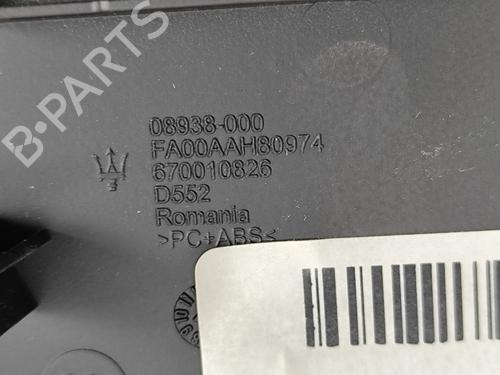 08938-000
FA00AAH80974
670010826
D552
Romania
>PC+ABS<
B-PARTS